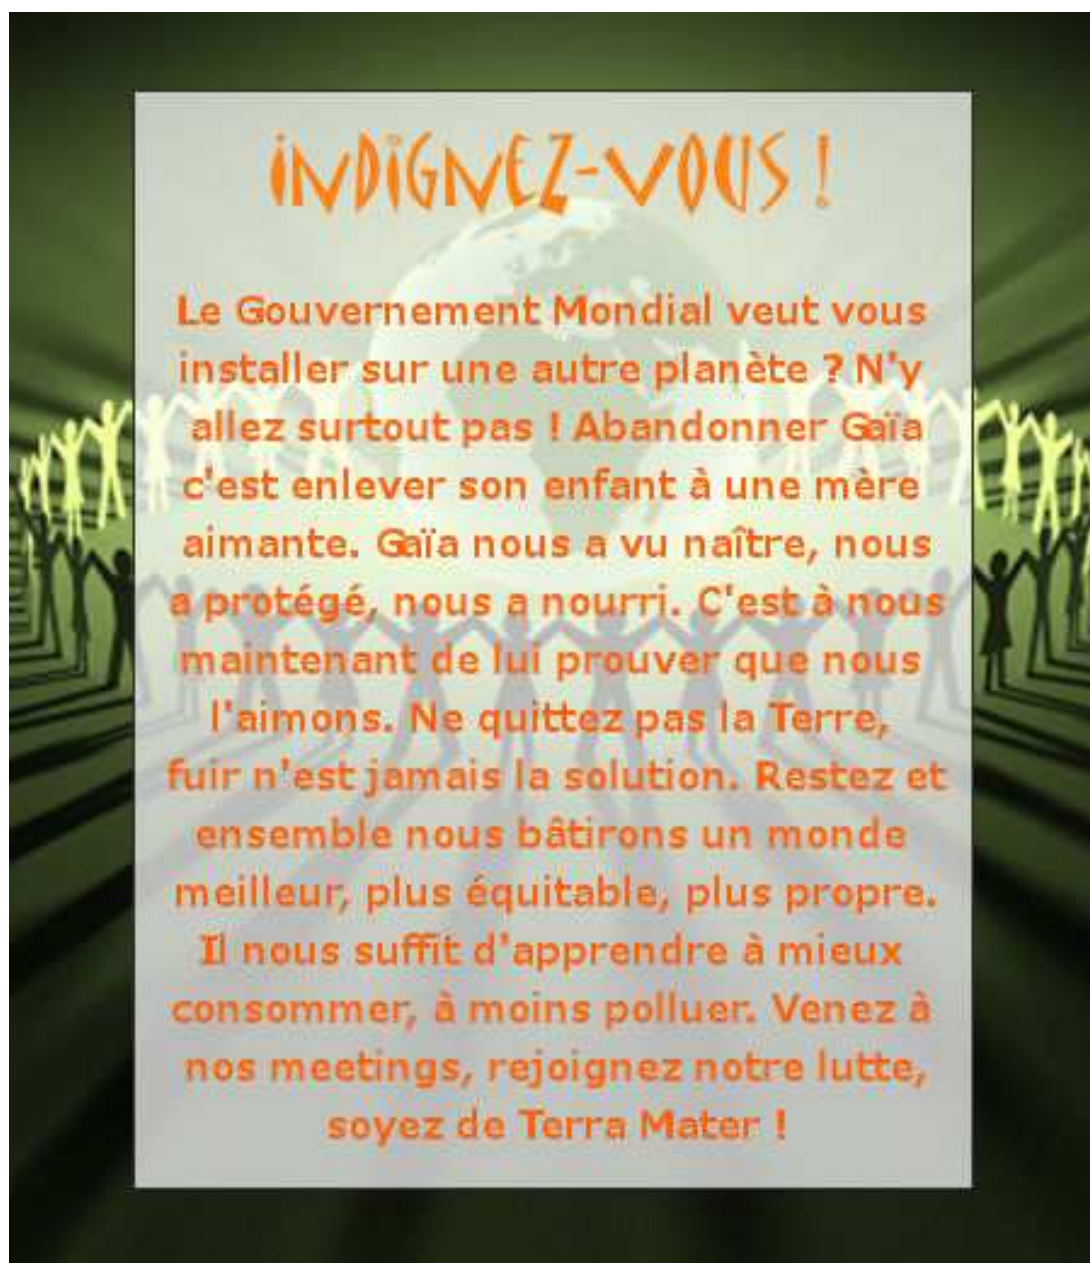 INDIGNEZ-VOUS !
Le Gouvernement Mondial veut vous
installer sur une autre planète ? N'y
allez surtout pas ! Abandonner Gaïa
c'est enlever son enfant à une mère
aimante. Gaïa nous a vu naître, nous
a protégé, nous a nourri. C'est à nous
maintenant de lui prouver que nous
l'aimons. Ne quittez pas la Terre,
fuir n'est jamais la solution. Restez et
ensemble nous bâtirons un monde
meilleur, plus équitable, plus propre.
Il nous suffit d'apprendre à mieux
consommer, à moins polluer. Venez à
nos meetings, rejoignez notre lutte,
soyez de Terra Mater !